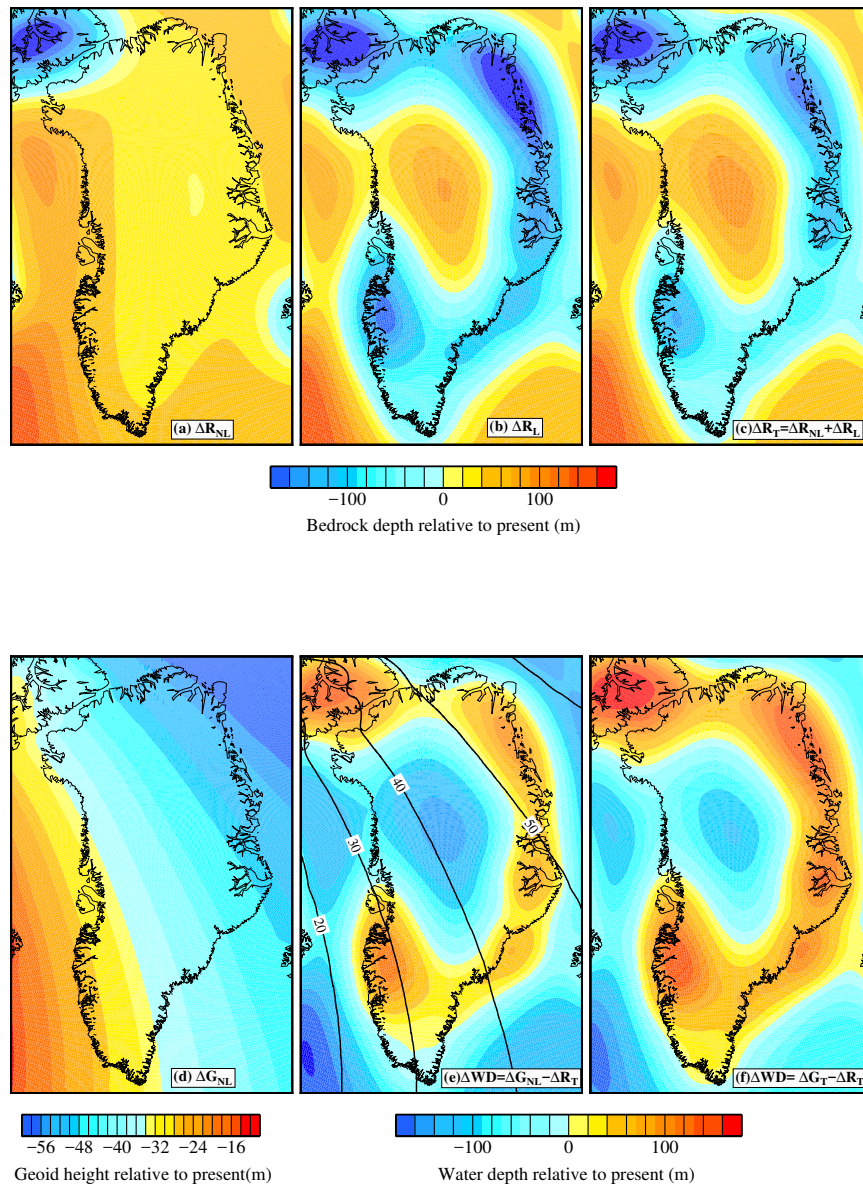 (a) ΔR_NL
(b) ΔR_L
(c)ΔR_T=ΔR_NL+ΔR_L
−100 0 100
Bedrock depth relative to present (m)
20
30
40
50
(d) ΔG_NL
(e)ΔWD=ΔG_NL−ΔR_T
(f)ΔWD= ΔG_T−ΔR_T
−56 −48 −40 −32 −24 −16
Geoid height relative to present(m)
−100 0 100
Water depth relative to present (m)